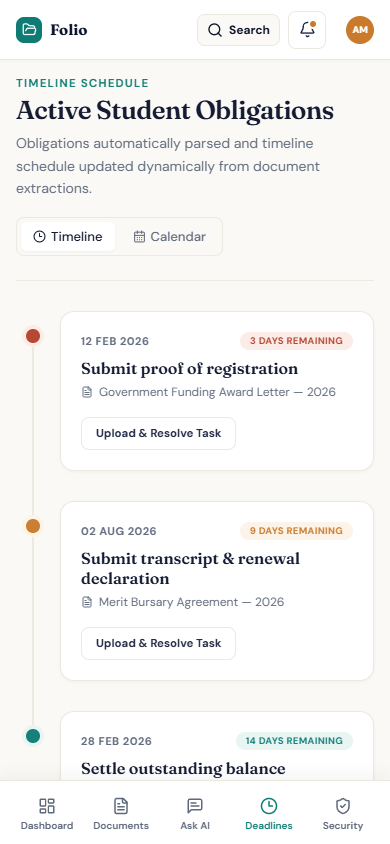 Folio
Search
AM
TIMELINE SCHEDULE
Active Student Obligations
Obligations automatically parsed and timeline
schedule updated dynamically from document
extractions.
Timeline
Calendar
12 FEB 2026
3 DAYS REMAINING
Submit proof of registration
Government Funding Award Letter — 2026
Upload & Resolve Task
02 AUG 2026
9 DAYS REMAINING
Submit transcript & renewal
declaration
Merit Bursary Agreement — 2026
Upload & Resolve Task
28 FEB 2026
14 DAYS REMAINING
Settle outstanding balance
Dashboard
Documents
Ask AI
Deadlines
Security